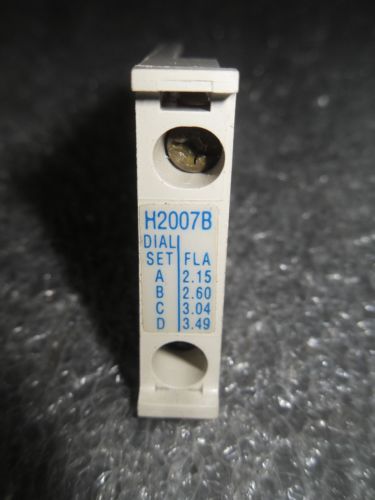 H2007B
DIAL
SET FLA
A 2.15
B 2.60
C 3.04
D 3.49